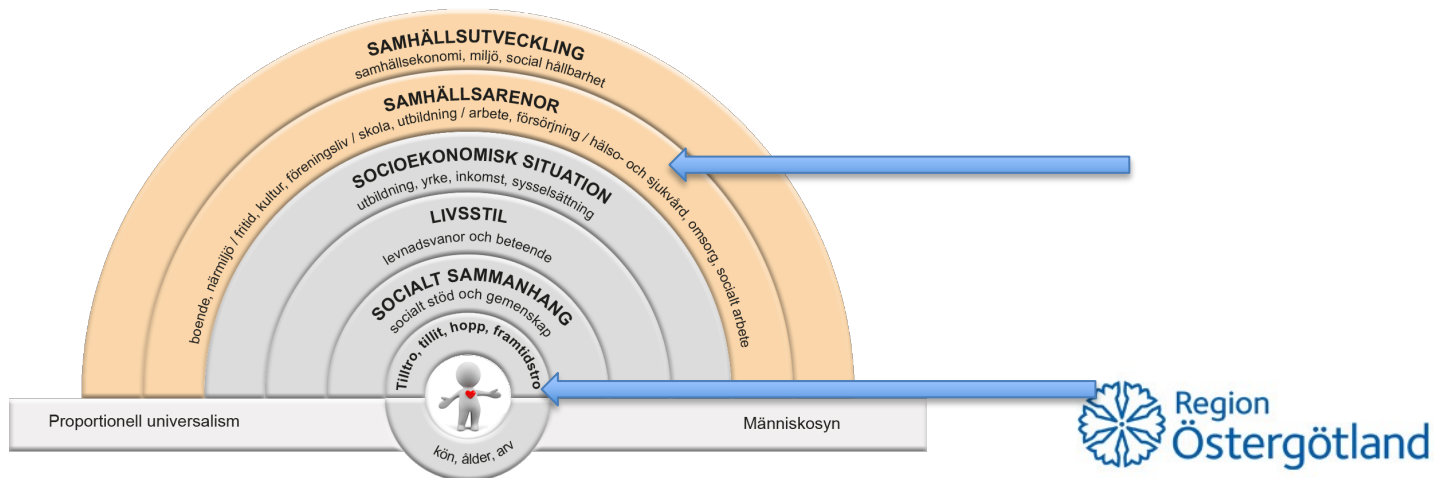 SAMHÄLLSUTVECKLING
samhällsekonomi, miljö, social hållbarhet
SAMHÄLLSARENOR
boende, närmiljö / fritid, kultur, föreningsliv / skola, utbildning / arbete, försörjning / hälso- och sjukvård, omsorg, socialt arbete
SOCIOEKONOMISK SITUATION
utbildning, yrke, inkomst, sysselsättning
LIVSSTIL
levnadsvanor och beteende
SOCIALT SAMMANHANG
socialt stöd och gemenskap
Tilltro, tillit, hopp, framtidstro
kön, ålder, arv
Proportionell universalism
Människosyn
Region
Östergötland